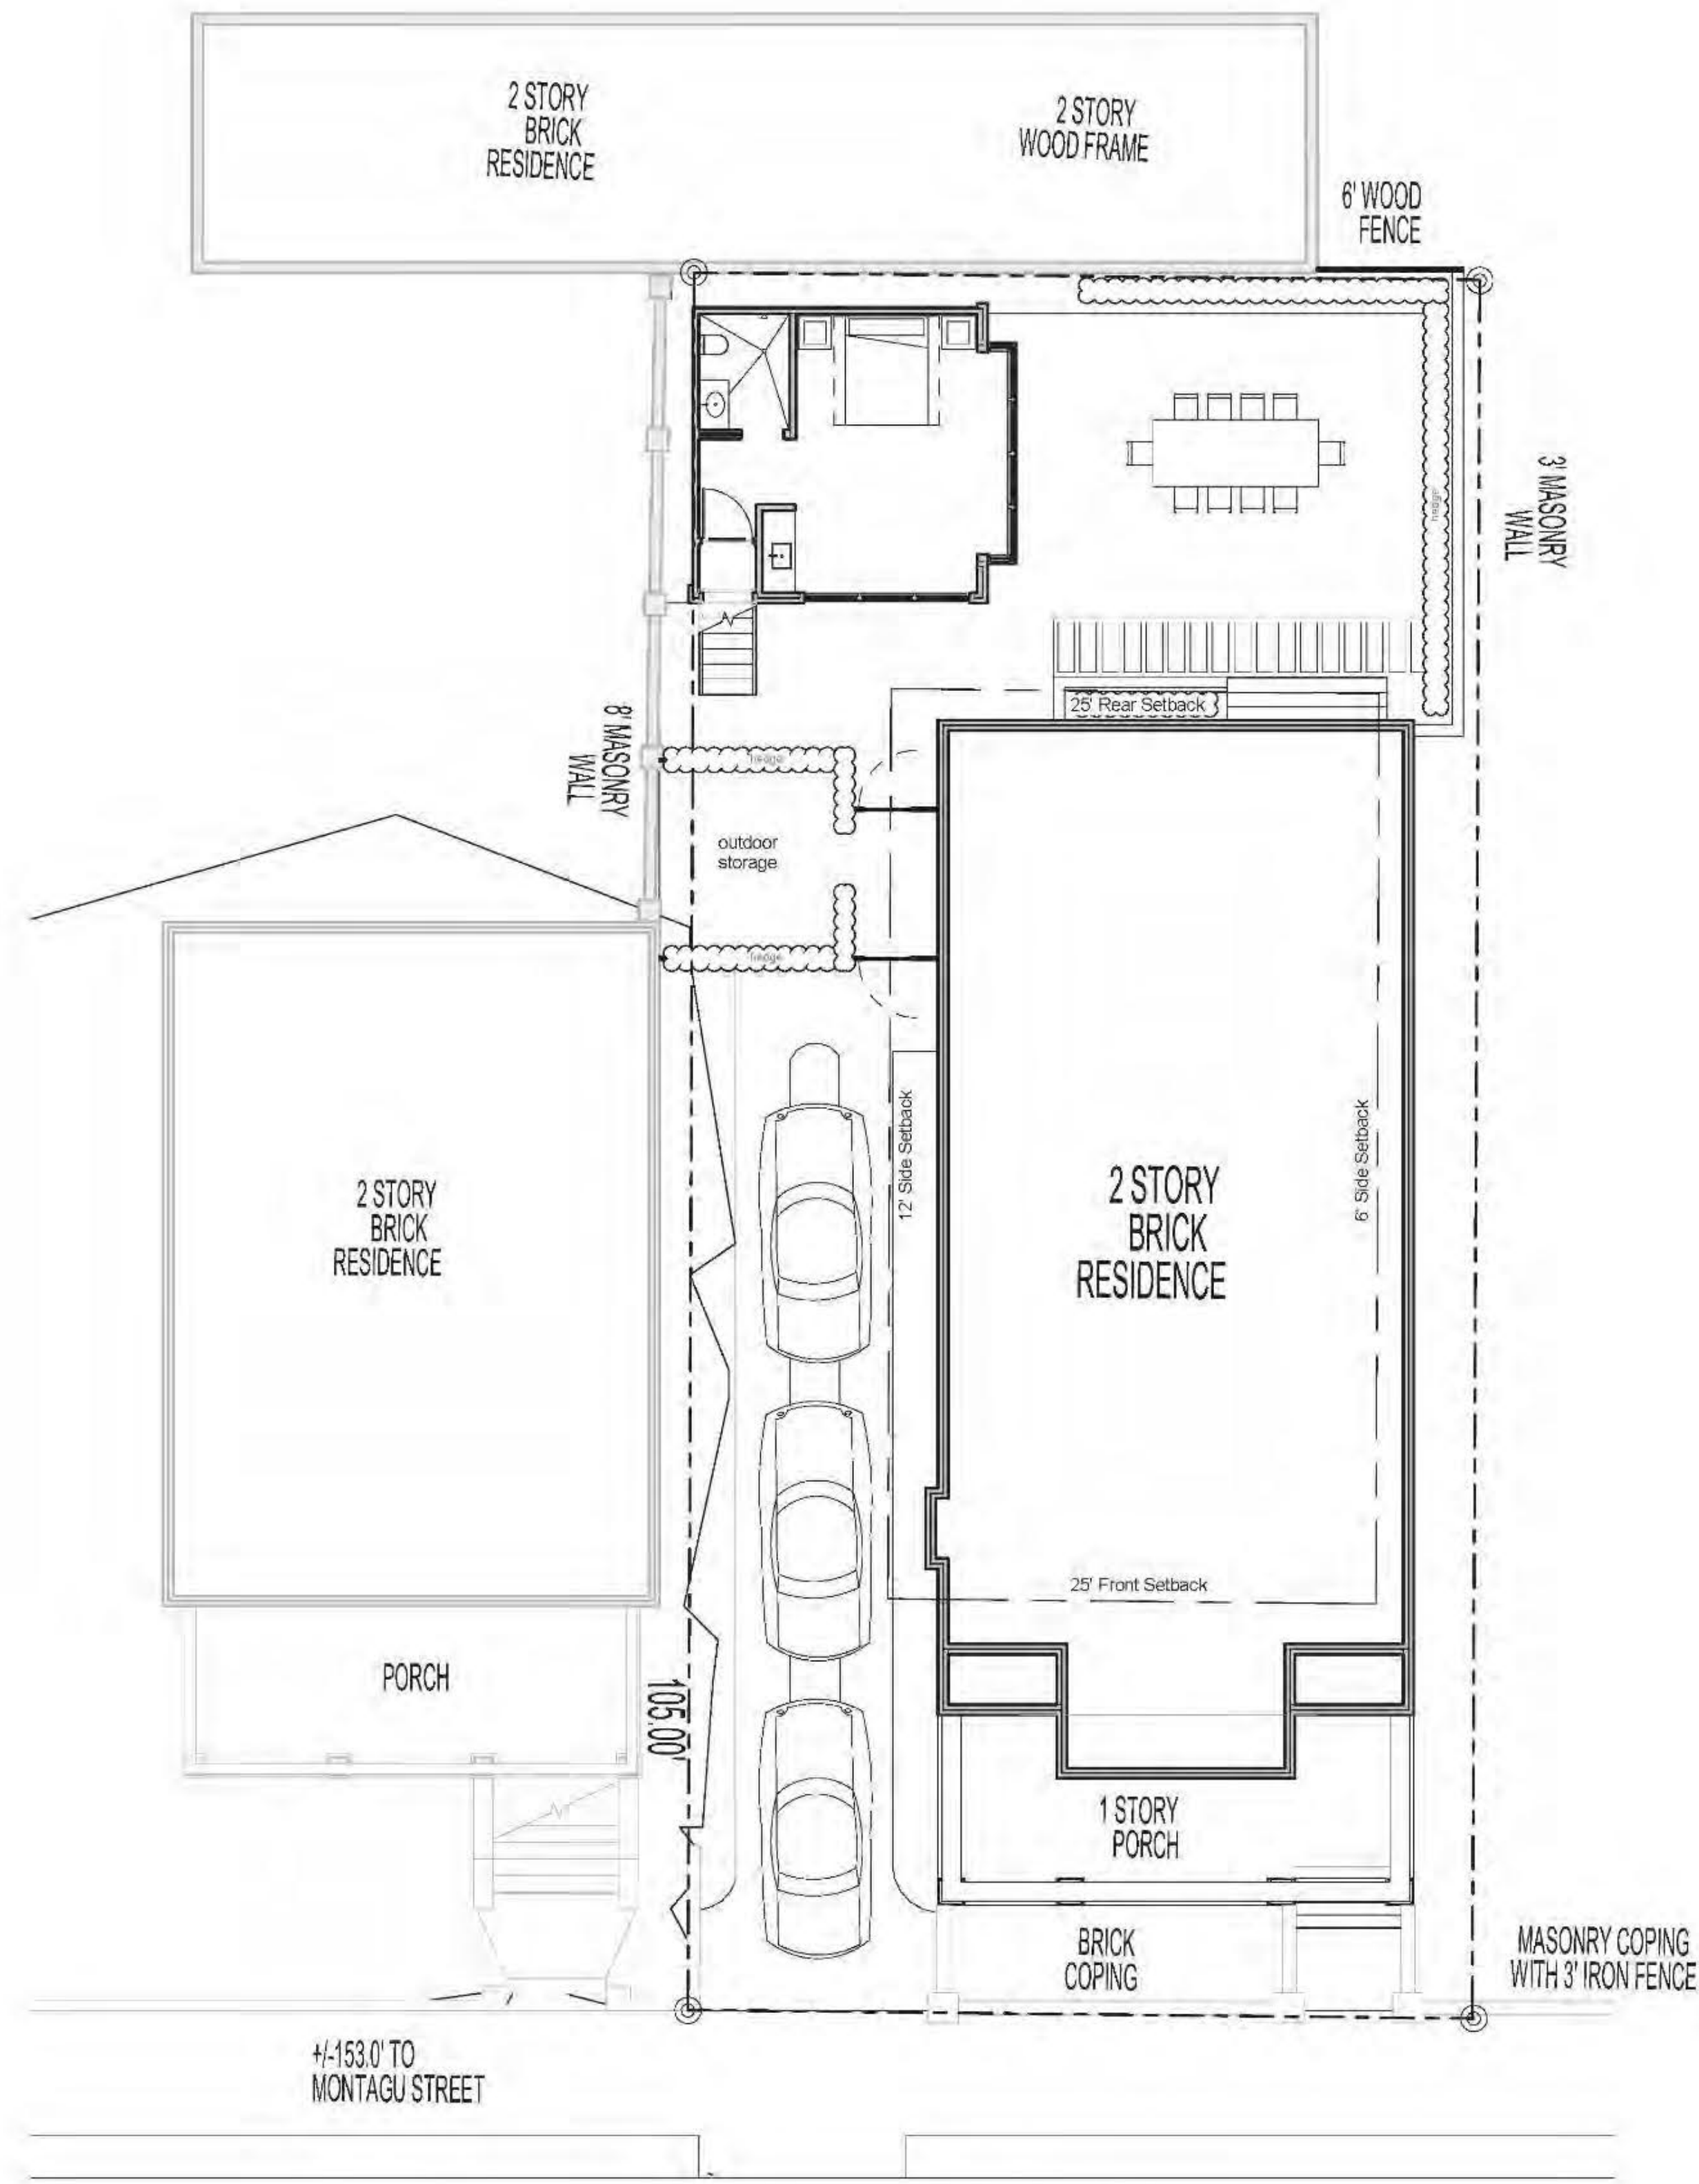 2 STORY
BRICK
RESIDENCE
2 STORY
WOOD FRAME
6' WOOD
FENCE
3' MASONRY
WALL
hedge
25' Rear Setback
8' MASONRY
WALL
hedge
outdoor
storage
hedge
12' Side Setback
6' Side Setback
2 STORY
BRICK
RESIDENCE
2 STORY
BRICK
RESIDENCE
25' Front Setback
PORCH
105.00'
1 STORY
PORCH
BRICK
COPING
MASONRY COPING
WITH 3' IRON FENCE
+/-153.0' TO
MONTAGU STREET